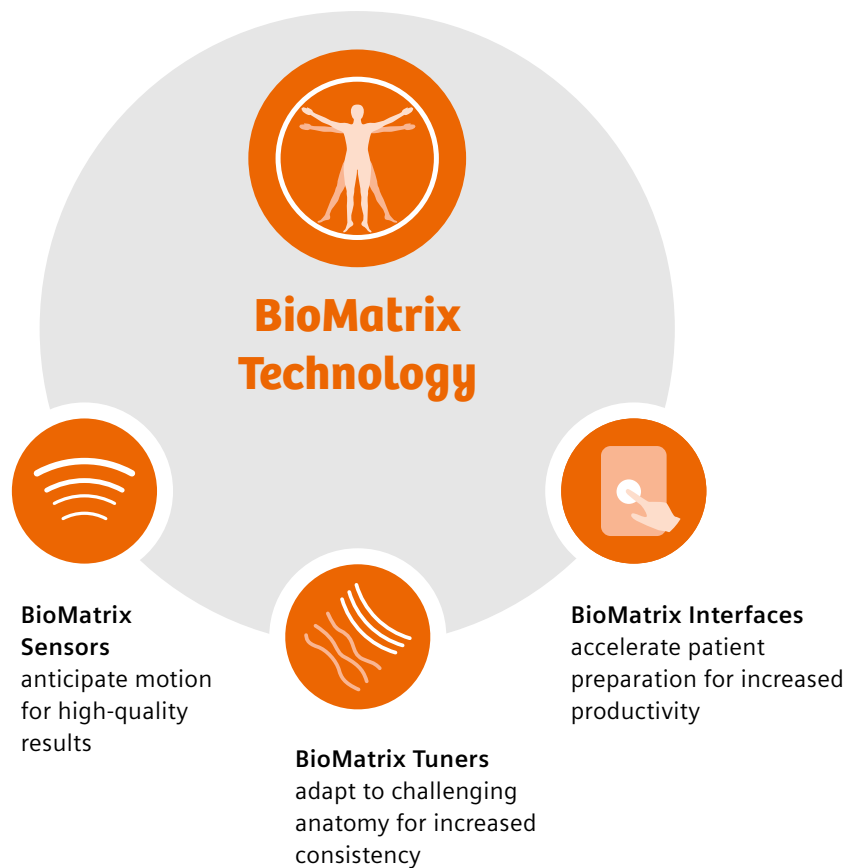 BioMatrix
Technology
BioMatrix
Sensors
anticipate motion
for high-quality
results
BioMatrix Tuners
adapt to challenging
anatomy for increased
consistency
BioMatrix Interfaces
accelerate patient
preparation for increased
productivity